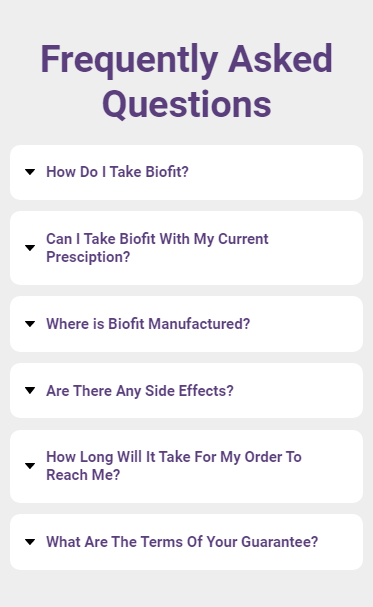 Frequently Asked
Questions
How Do I Take Biofit?
Can I Take Biofit With My Current
Presciption?
Where is Biofit Manufactured?
Are There Any Side Effects?
How Long Will It Take For My Order To
Reach Me?
What Are The Terms Of Your Guarantee?